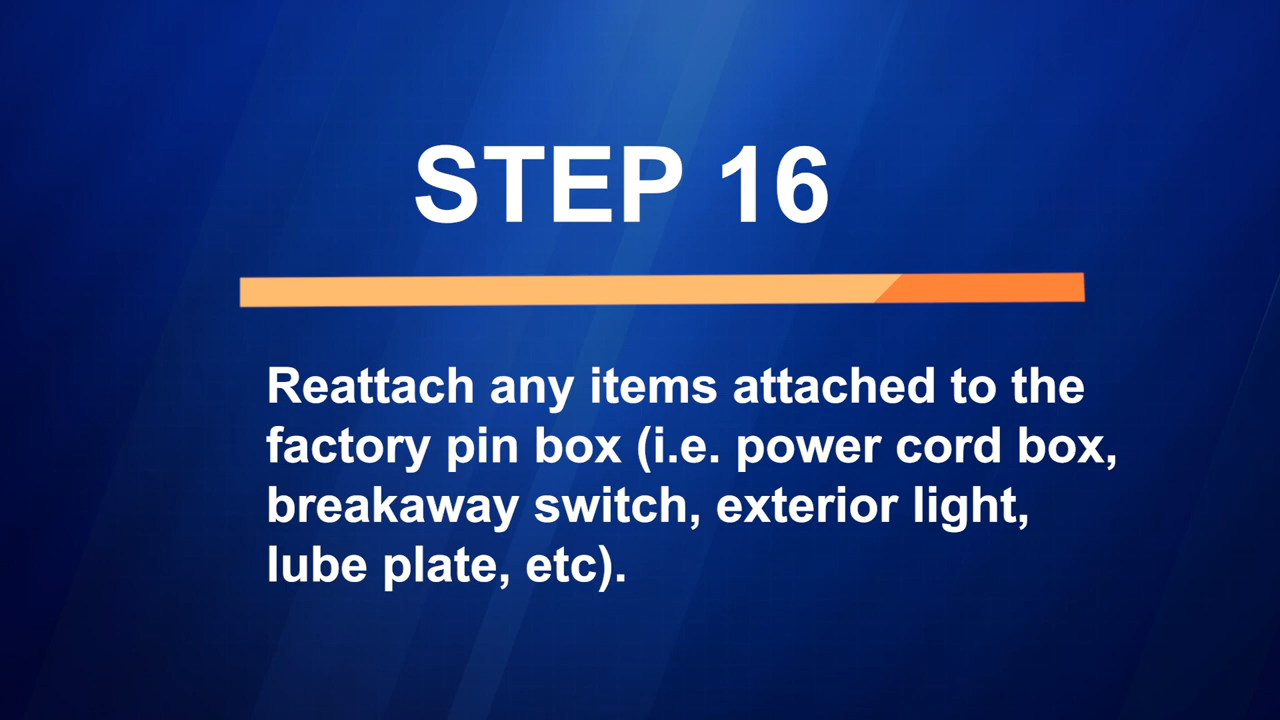 STEP 16
Reattach any items attached to the
factory pin box (i.e. power cord box,
breakaway switch, exterior light,
lube plate, etc).